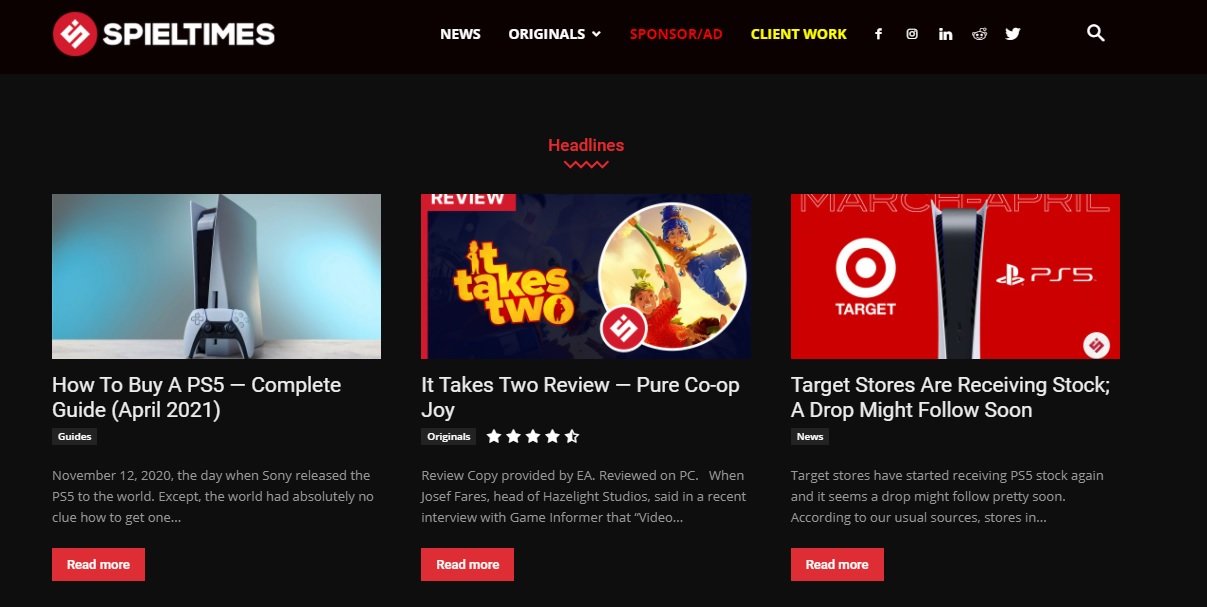 SPIELTIMES
NEWS ORIGINALS SPONSOR/AD CLIENT WORK
Headlines
REVIEW
it
takes
two
MARCH-APRIL
TARGET
PS5
How To Buy A PS5 — Complete
Guide (April 2021)
Guides
November 12, 2020, the day when Sony released the
PS5 to the world. Except, the world had absolutely no
clue how to get one...
Read more
It Takes Two Review — Pure Co-op
Joy
Originals
Review Copy provided by EA. Reviewed on PC.   When
Josef Fares, head of Hazelight Studios, said in a recent
interview with Game Informer that “Video...
Read more
Target Stores Are Receiving Stock;
A Drop Might Follow Soon
News
Target stores have started receiving PS5 stock again
and it seems a drop might follow pretty soon.
According to our usual sources, stores in...
Read more